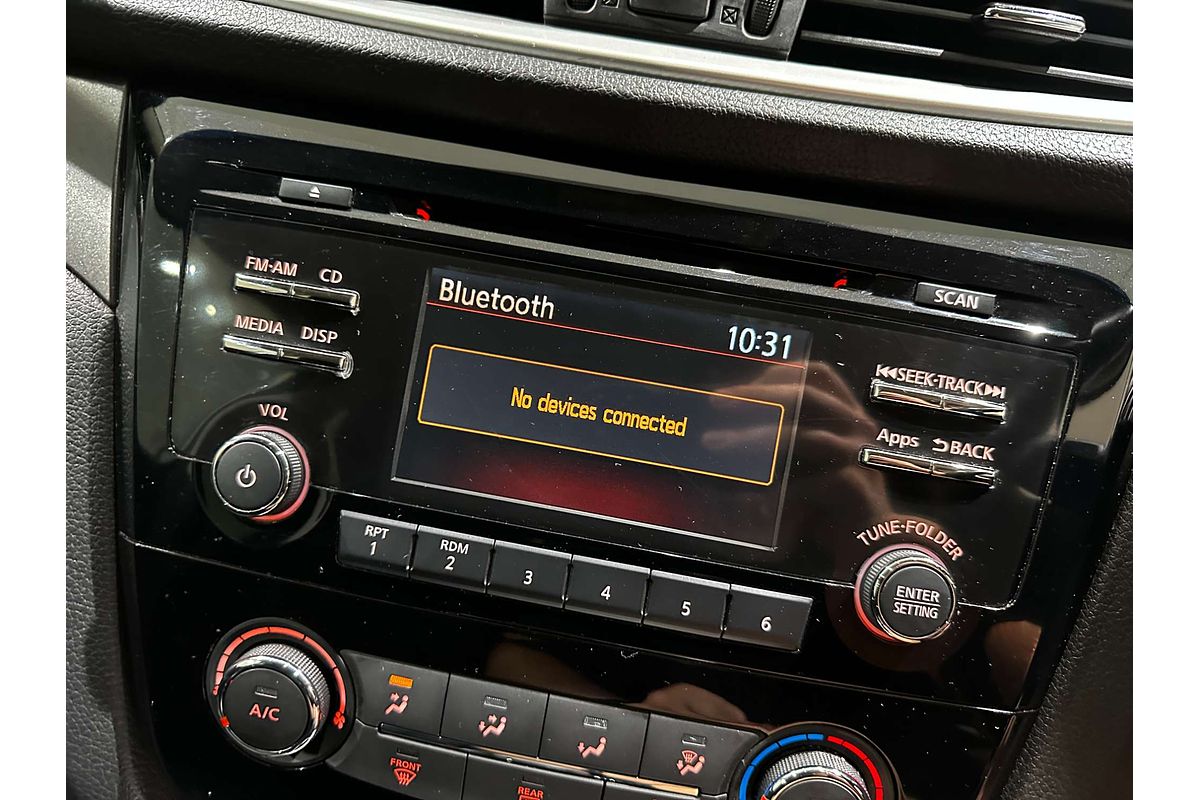 SCAN
FM·AM CD
MEDIA DISP
VOL
Bluetooth
10:31
No devices connected
SEEK·TRACK
Apps BACK
TUNE·FOLDER
ENTER
SETTING
RPT
1
RDM
2
3
4
5
6
A/C
FRONT
REAR